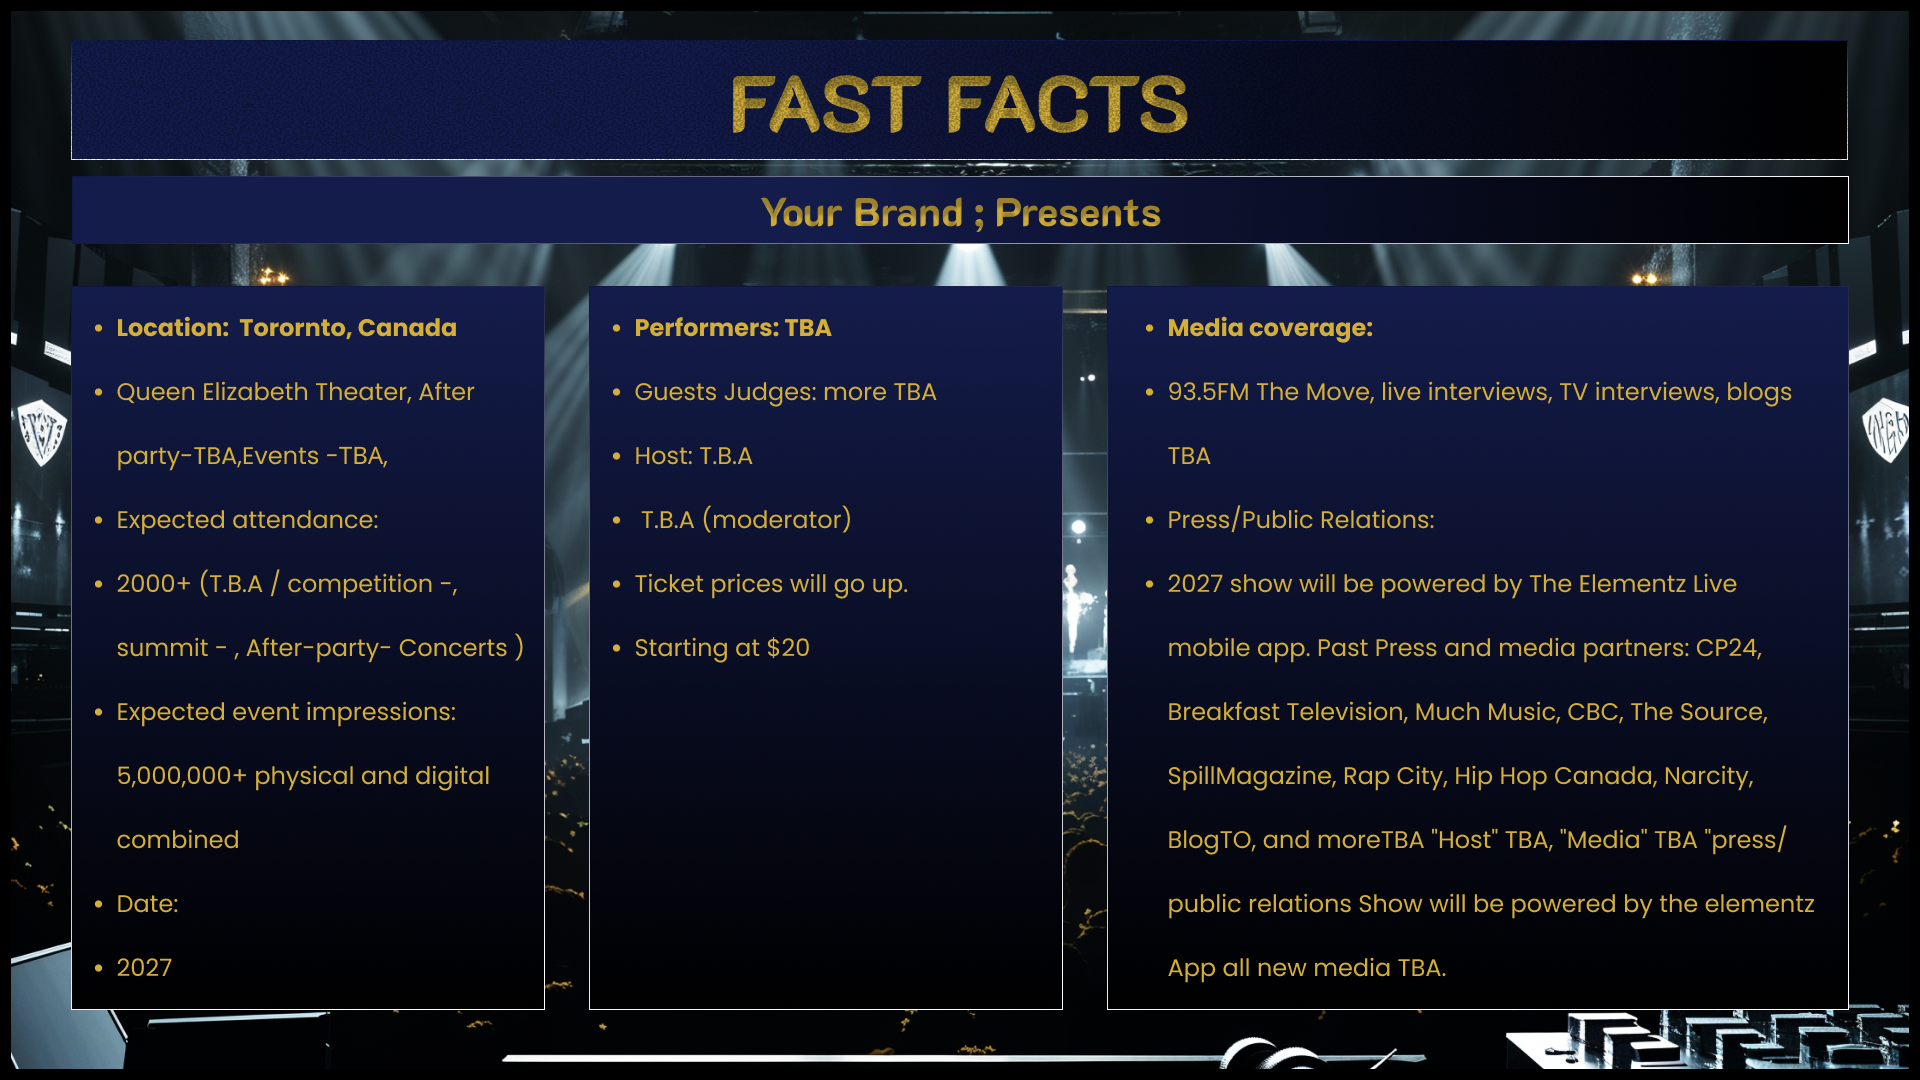 FAST FACTS
Your Brand ; Presents
• Location:  Torornto, Canada
• Queen Elizabeth Theater, After
party-TBA,Events -TBA,
• Expected attendance:
• 2000+ (T.B.A / competition -,
summit - , After-party- Concerts )
• Expected event impressions:
5,000,000+ physical and digital
combined
• Date:
• 2027
• Performers: TBA
• Guests Judges: more TBA
• Host: T.B.A
• T.B.A (moderator)
• Ticket prices will go up.
• Starting at $20
• Media coverage:
• 93.5FM The Move, live interviews, TV interviews, blogs
TBA
• Press/Public Relations:
• 2027 show will be powered by The Elementz Live
mobile app. Past Press and media partners: CP24,
Breakfast Television, Much Music, CBC, The Source,
SpillMagazine, Rap City, Hip Hop Canada, Narcity,
BlogTO, and moreTBA "Host" TBA, "Media" TBA "press/
public relations Show will be powered by the elementz
App all new media TBA.